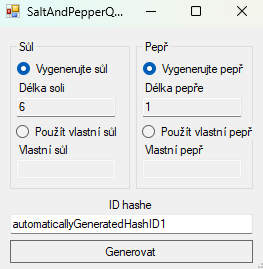 SaltAndPepperQ...
Sůl
Vygenerujte sůl
Délka soli
6
Použít vlastní sůl
Vlastní sůl
Pepř
Vygenerujte pepř
Délka pepře
1
Použít vlastní pepř
Vlastní pepř
ID hashe
automaticallyGeneratedHashID1
Generovat